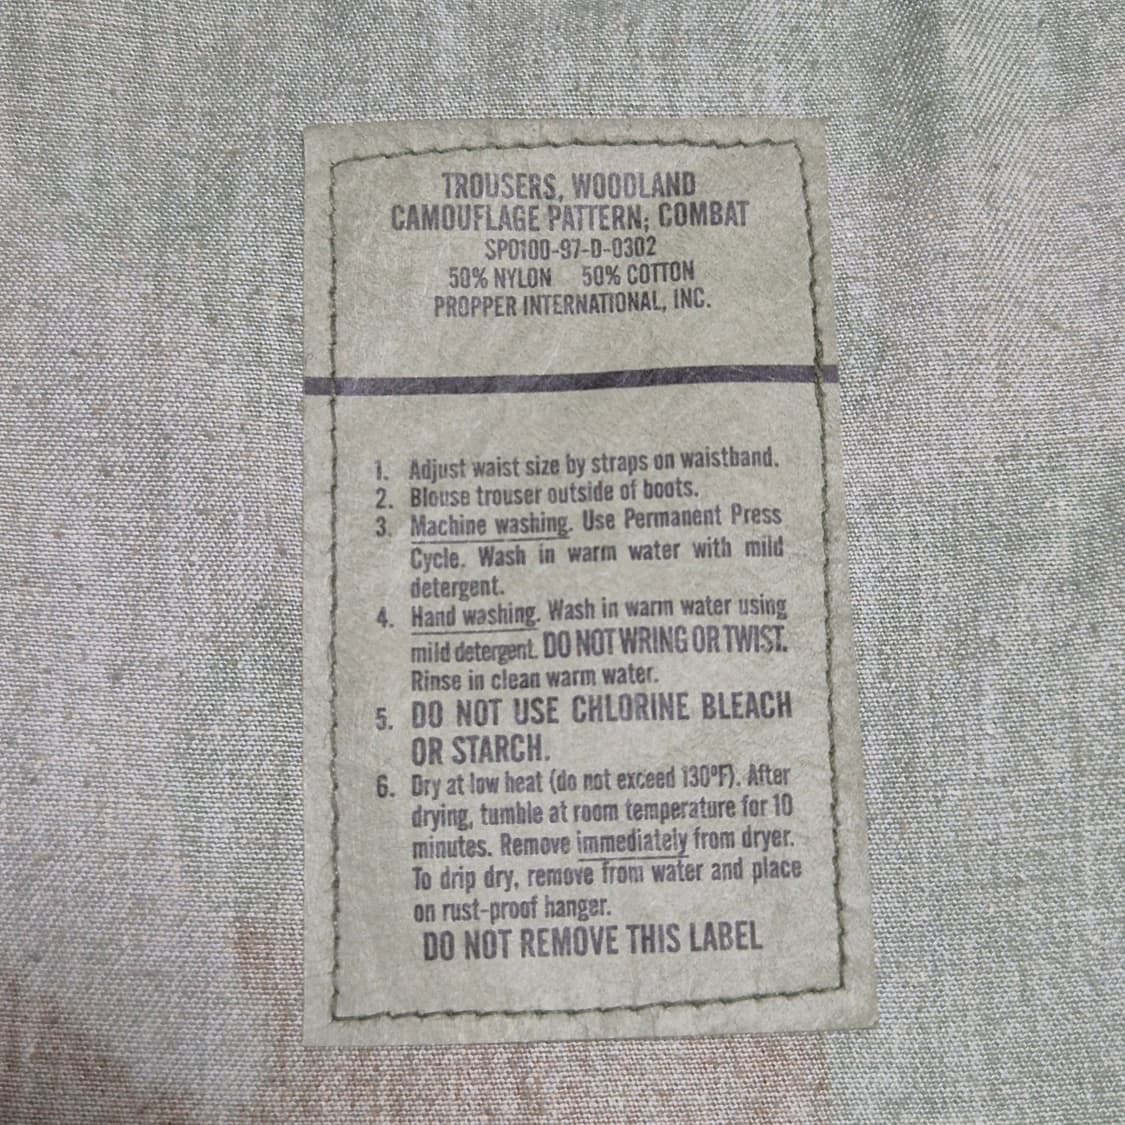 TROUSERS, WOODLAND
CAMOUFLAGE PATTERN; COMBAT
SPO100-97-D-0302
50% NYLON 50% COTTON
PROPPER INTERNATIONAL, INC.
1. Adjust waist size by straps on waistband.
2. Blouse trouser outside of boots.
3. Machine washing. Use Permanent Press
Cycle. Wash in warm water with mild
detergent.
4. Hand washing. Wash in warm water using
mild detergent. DO NOT WRING OR TWIST.
Rinse in clean warm water.
5. DO NOT USE CHLORINE BLEACH
OR STARCH.
6. Dry at low heat (do not exceed 130°F). After
drying, tumble at room temperature for 10
minutes. Remove immediately from dryer.
To drip dry, remove from water and place
on rust-proof hanger.
DO NOT REMOVE THIS LABEL